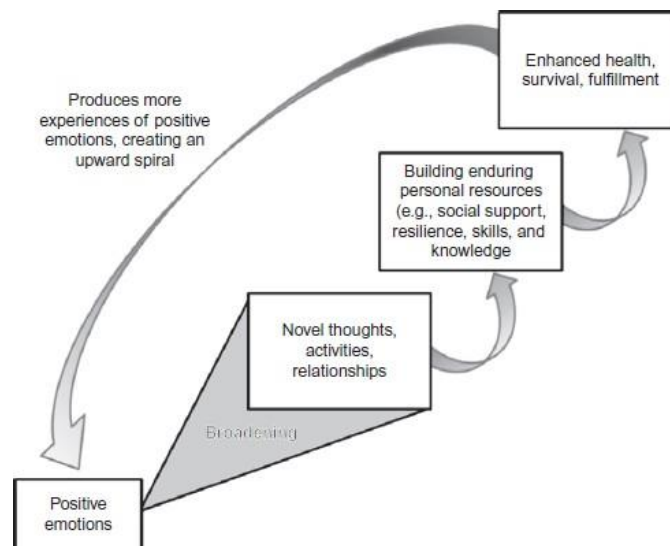 Enhanced health,
survival, fulfillment
Produces more
experiences of positive
emotions, creating an
upward spiral
Building enduring
personal resources
(e.g., social support,
resilience, skills, and
knowledge
Novel thoughts,
activities,
relationships
Broadening
Positive
emotions